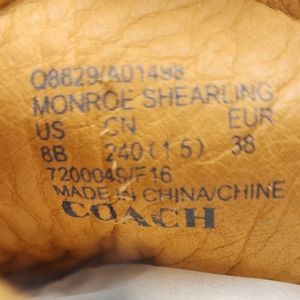 Q8829/A01498
MONROE SHEARLING
US CN EUR
8B 240(1.5) 38
7200049/F16
MADE IN CHINA/CHINE
COACH